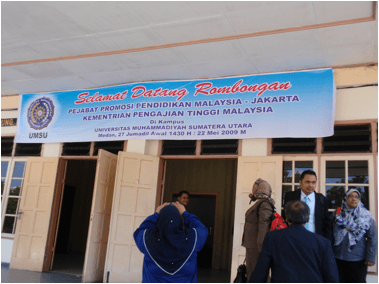 Selamat Datang Rombongan
PEJABAT PROMOSI PENDIDIKAN MALAYSIA - JAKARTA
KEMENTRIAN PENGAJIAN TINGGI MALAYSIA
Di Kampus
UNIVERSITAS MUHAMMADIYAH SUMATERA UTARA
Medan, 27 Jumadil Awal 1430 H / 22 Mei 2009 M
UMSU